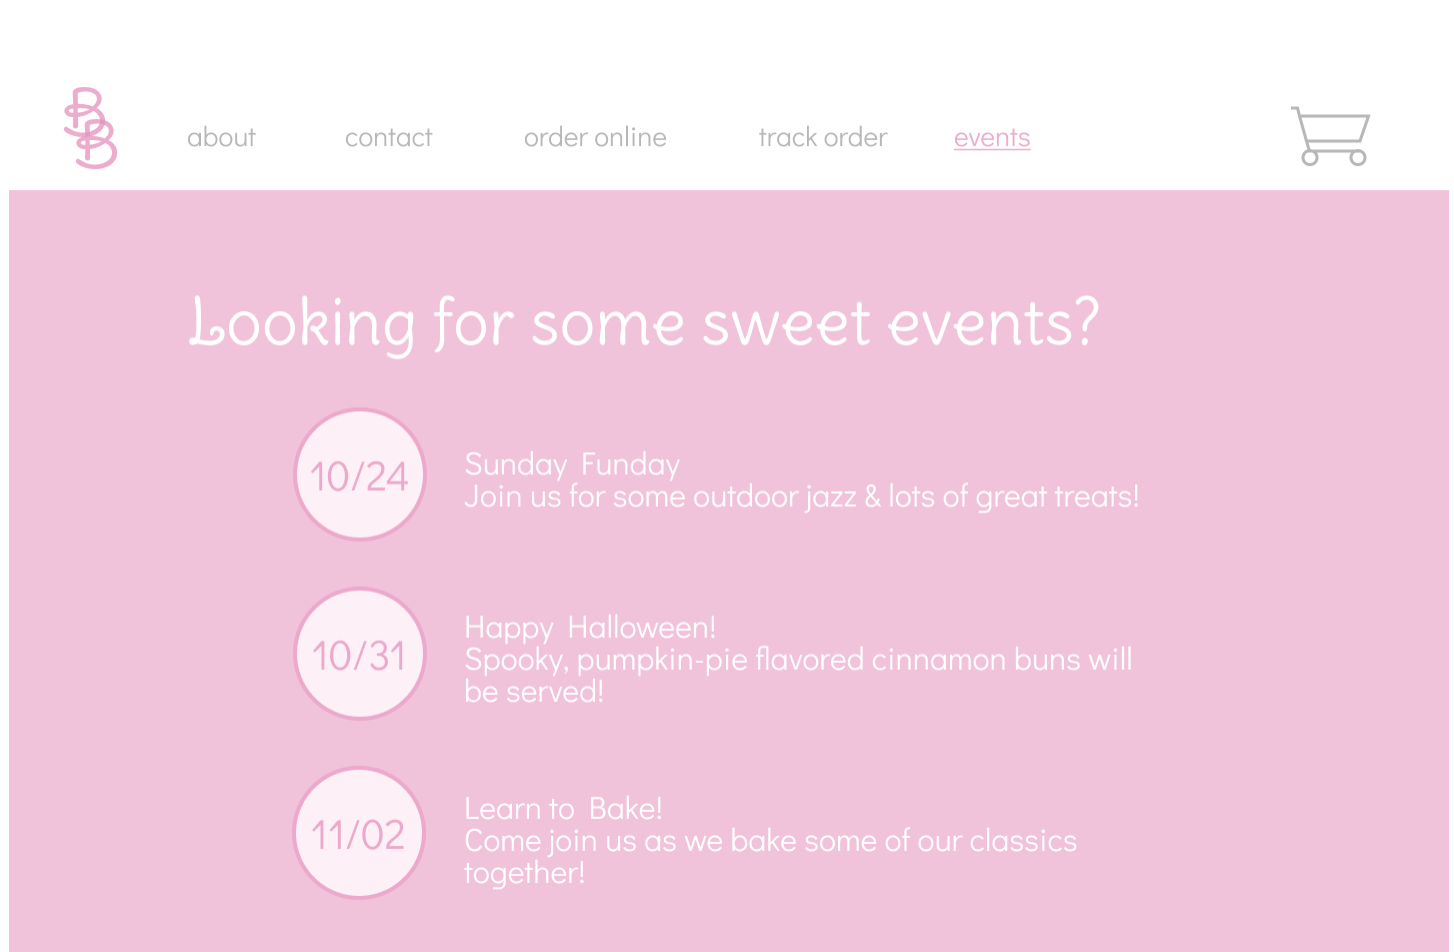 BB
about contact order online track order events
Looking for some sweet events?
10/24
Sunday Funday
Join us for some outdoor jazz & lots of great treats!
10/31
Happy Halloween!
Spooky, pumpkin-pie flavored cinnamon buns will
be served!
11/02
Learn to Bake!
Come join us as we bake some of our classics
together!